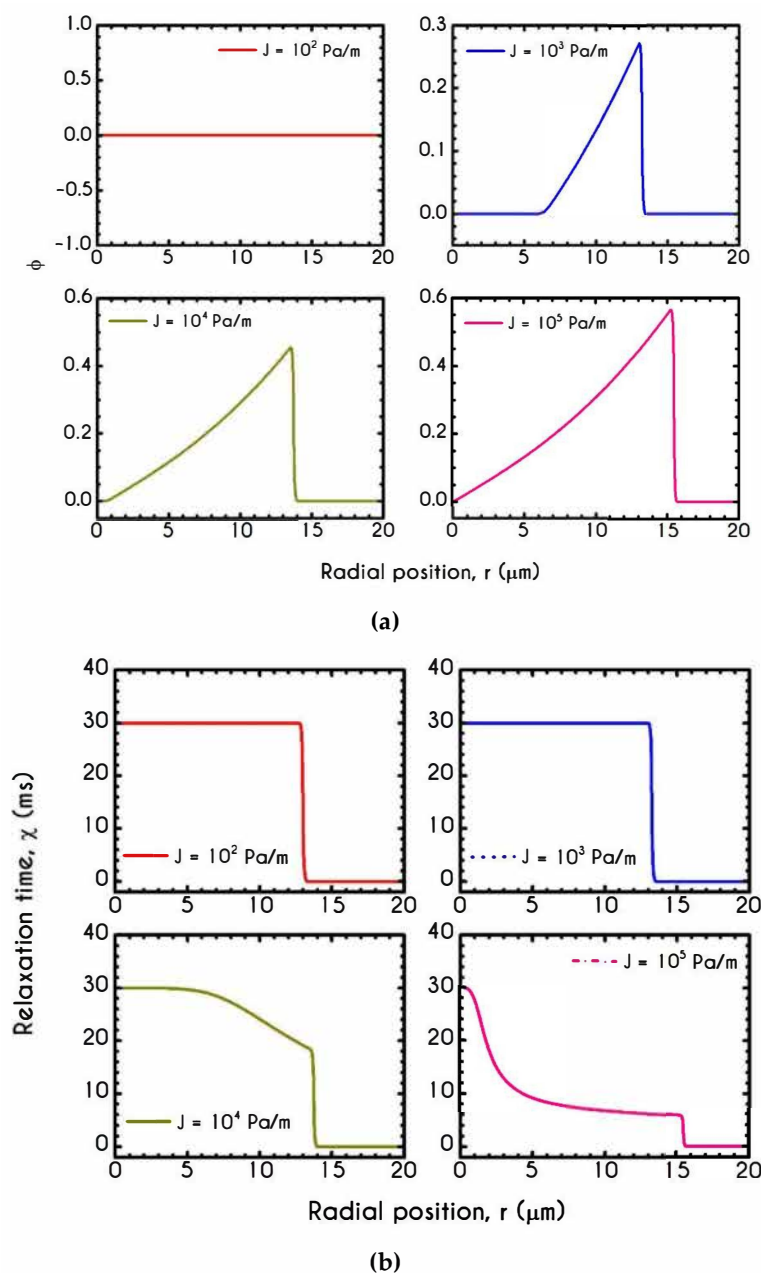 J = 10² Pa/m
1.0
0.5
0.0
−0.5
−1.0
0 5 10 15 20
J = 10³ Pa/m
0.3
0.2
0.1
0.0
0 5 10 15 20
ϕ
J = 10⁴ Pa/m
0.6
0.4
0.2
0.0
0 5 10 15 20
J = 10⁵ Pa/m
0.6
0.4
0.2
0.0
0 5 10 15 20
Radial position, r (μm)
(a)
Relaxation time, χ (ms)
40
30
20
10
0
J = 10² Pa/m
0 5 10 15 20
40
30
20
10
0
J = 10³ Pa/m
0 5 10 15 20
40
30
20
10
0
J = 10⁴ Pa/m
0 5 10 15 20
40
30
20
10
0
J = 10⁵ Pa/m
0 5 10 15 20
Radial position, r (μm)
(b)